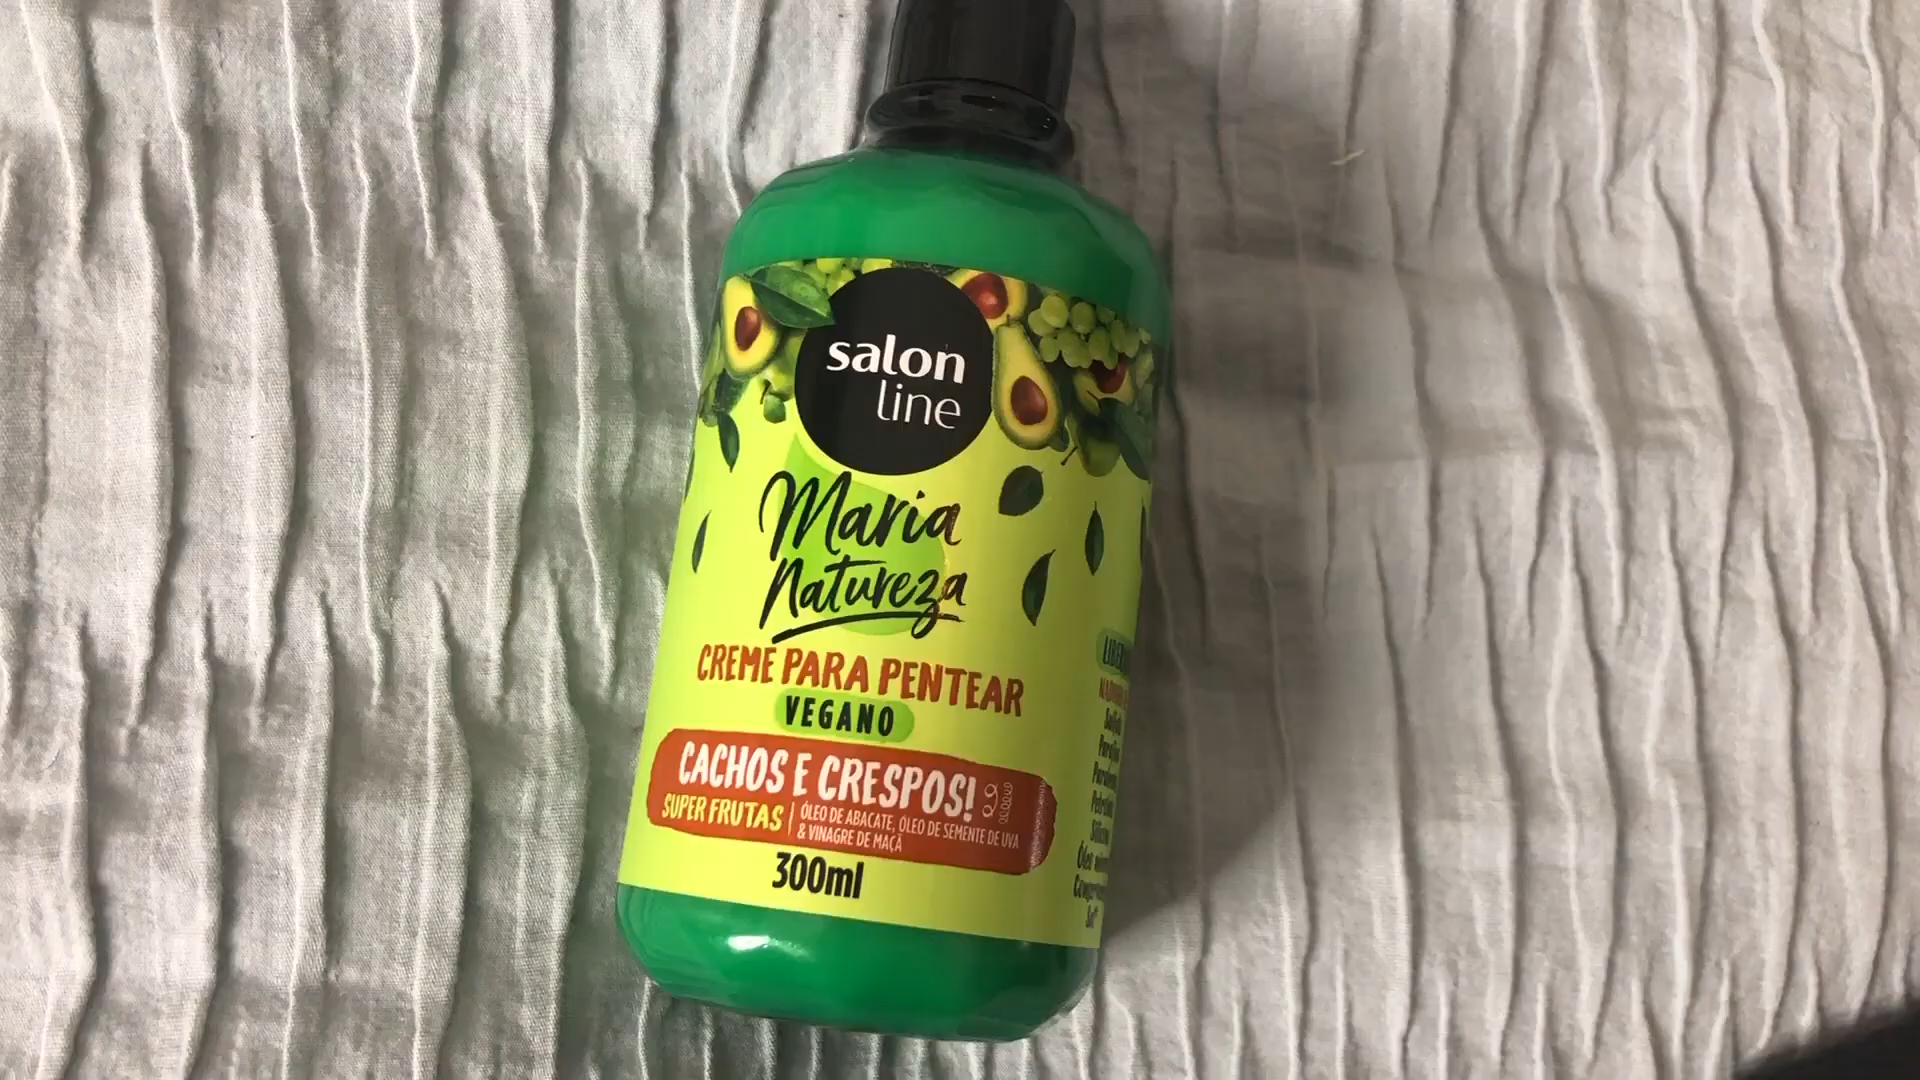 salon
line
Maria
Natureza
CREME PARA PENTEAR
VEGANO
CACHOS E CRESPOS!
SUPER FRUTAS
ÓLEO DE ABACATE, ÓLEO DE SEMENTE DE UVA
& VINAGRE DE MAÇÃ
300ml